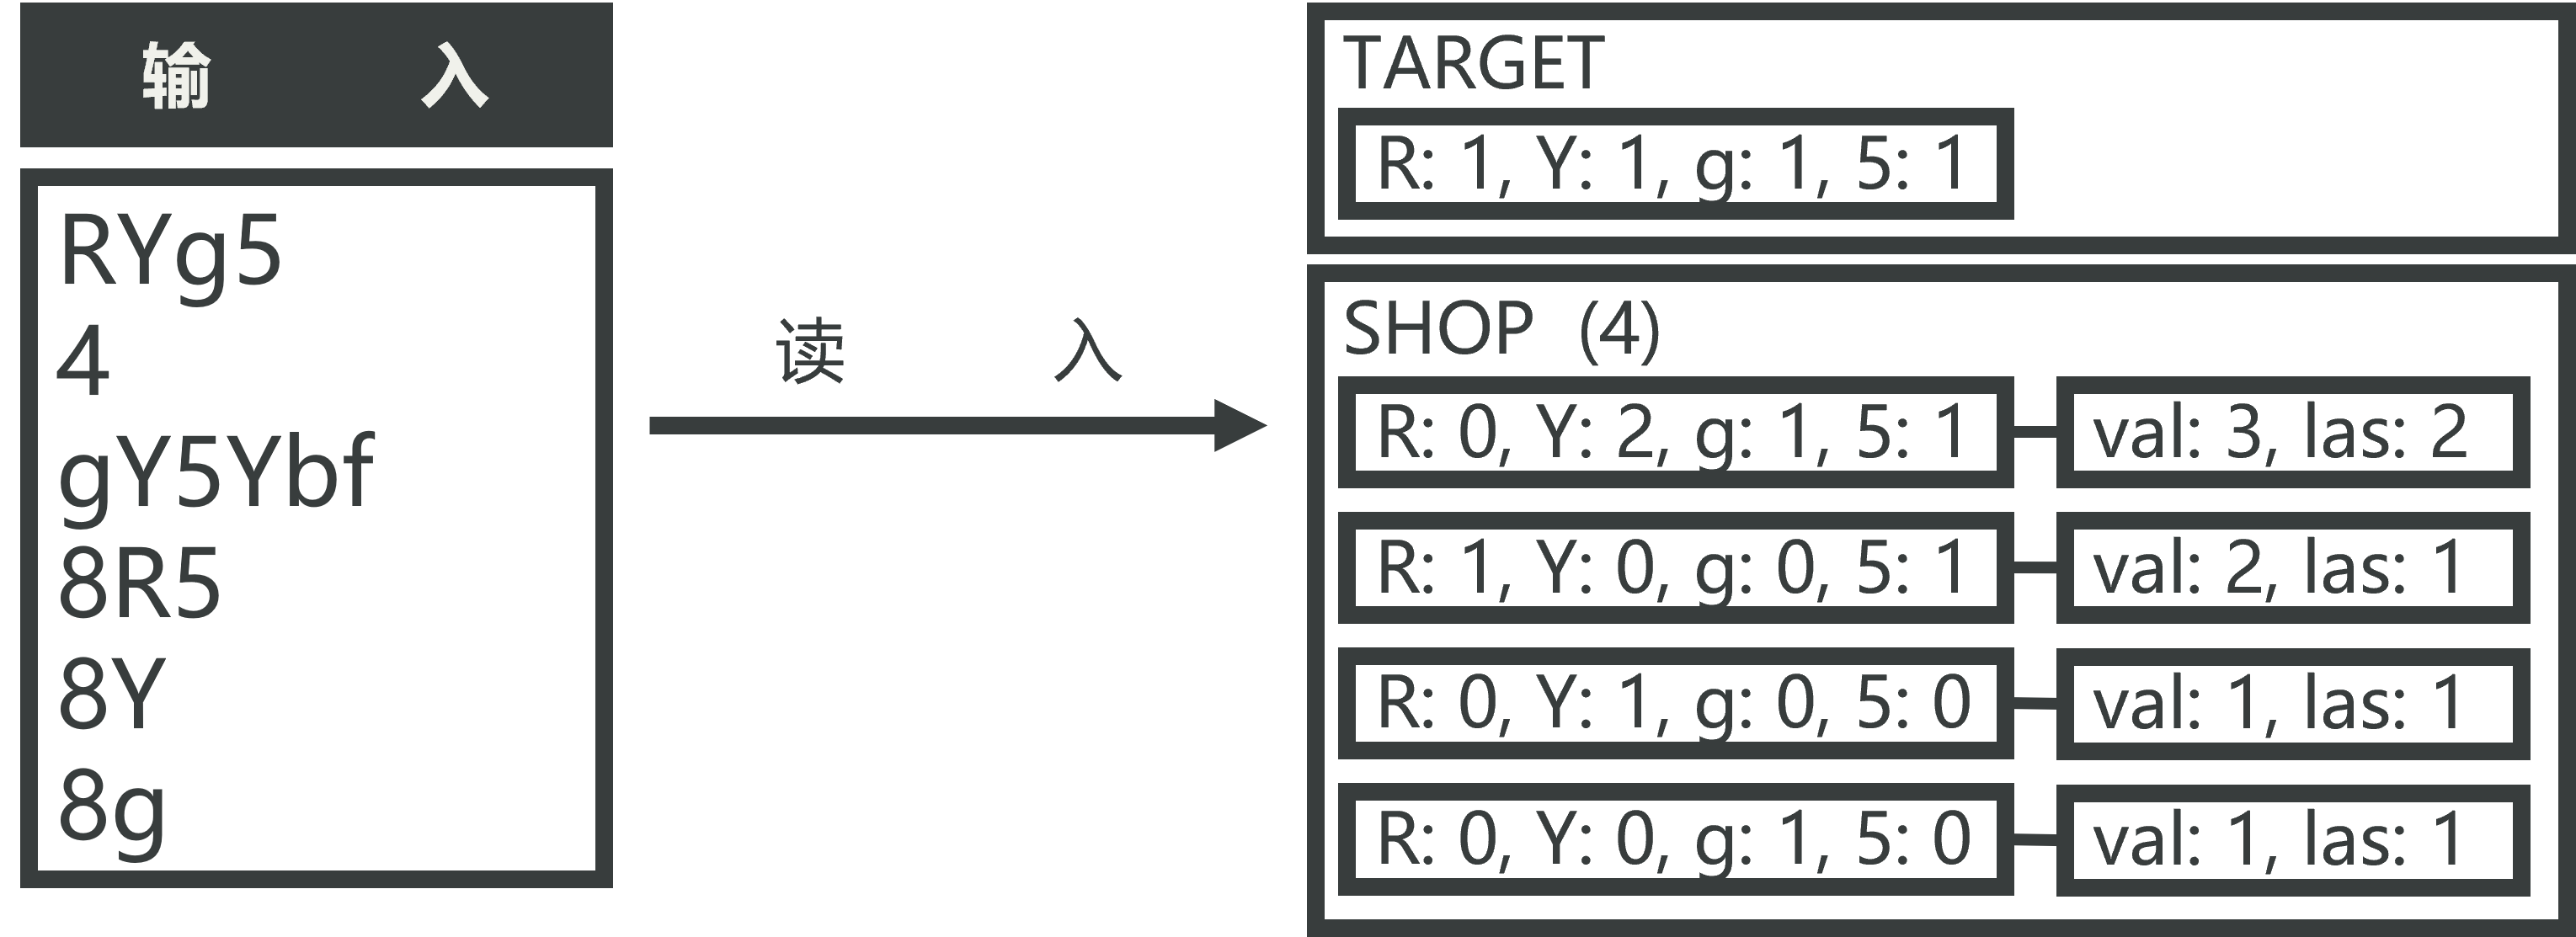 输 入
RYg5
4
gY5Ybf
8R5
8Y
8g
读 入
TARGET
R: 1, Y: 1, g: 1, 5: 1
SHOP (4)
R: 0, Y: 2, g: 1, 5: 1
val: 3, las: 2
R: 1, Y: 0, g: 0, 5: 1
val: 2, las: 1
R: 0, Y: 1, g: 0, 5: 0
val: 1, las: 1
R: 0, Y: 0, g: 1, 5: 0
val: 1, las: 1